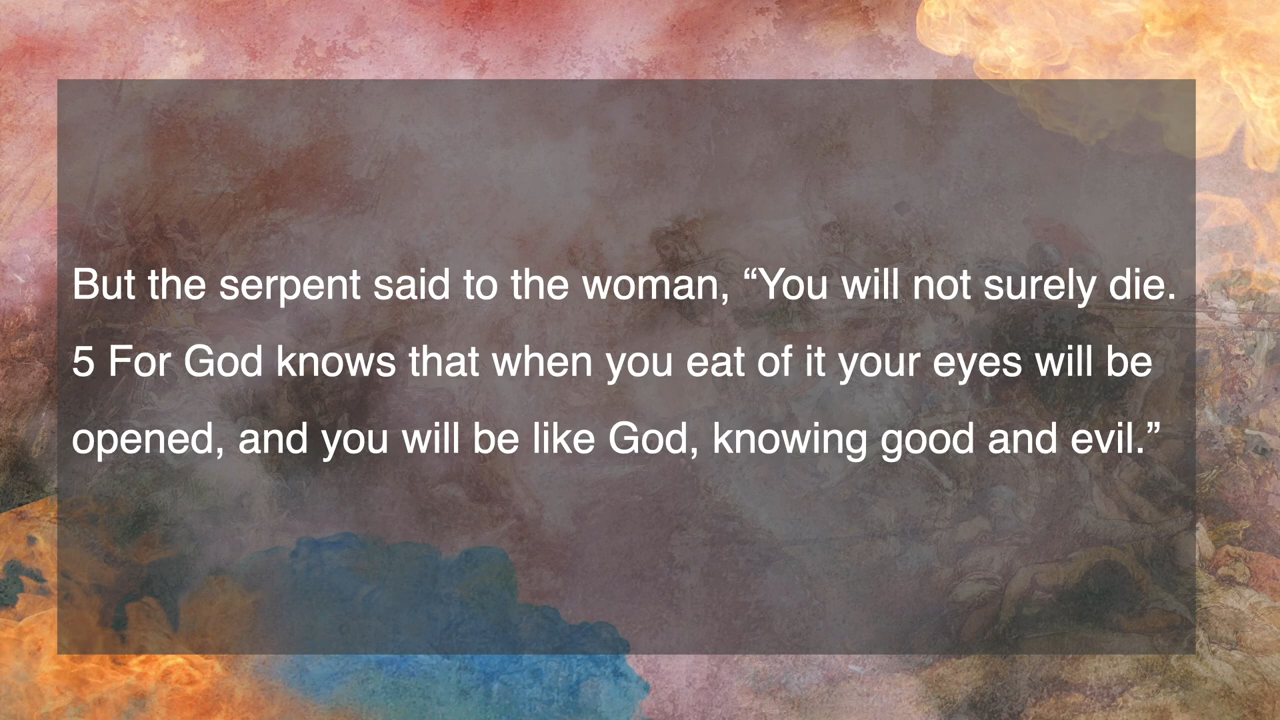 But the serpent said to the woman, “You will not surely die.
5 For God knows that when you eat of it your eyes will be
opened, and you will be like God, knowing good and evil.”